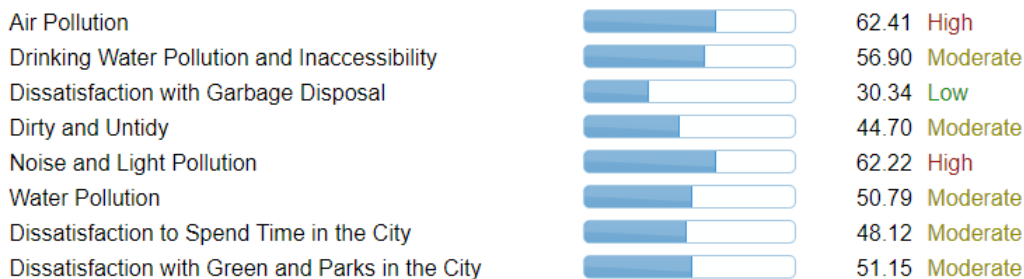 Air Pollution 62.41 High
Drinking Water Pollution and Inaccessibility 56.90 Moderate
Dissatisfaction with Garbage Disposal 30.34 Low
Dirty and Untidy 44.70 Moderate
Noise and Light Pollution 62.22 High
Water Pollution 50.79 Moderate
Dissatisfaction to Spend Time in the City 48.12 Moderate
Dissatisfaction with Green and Parks in the City 51.15 Moderate